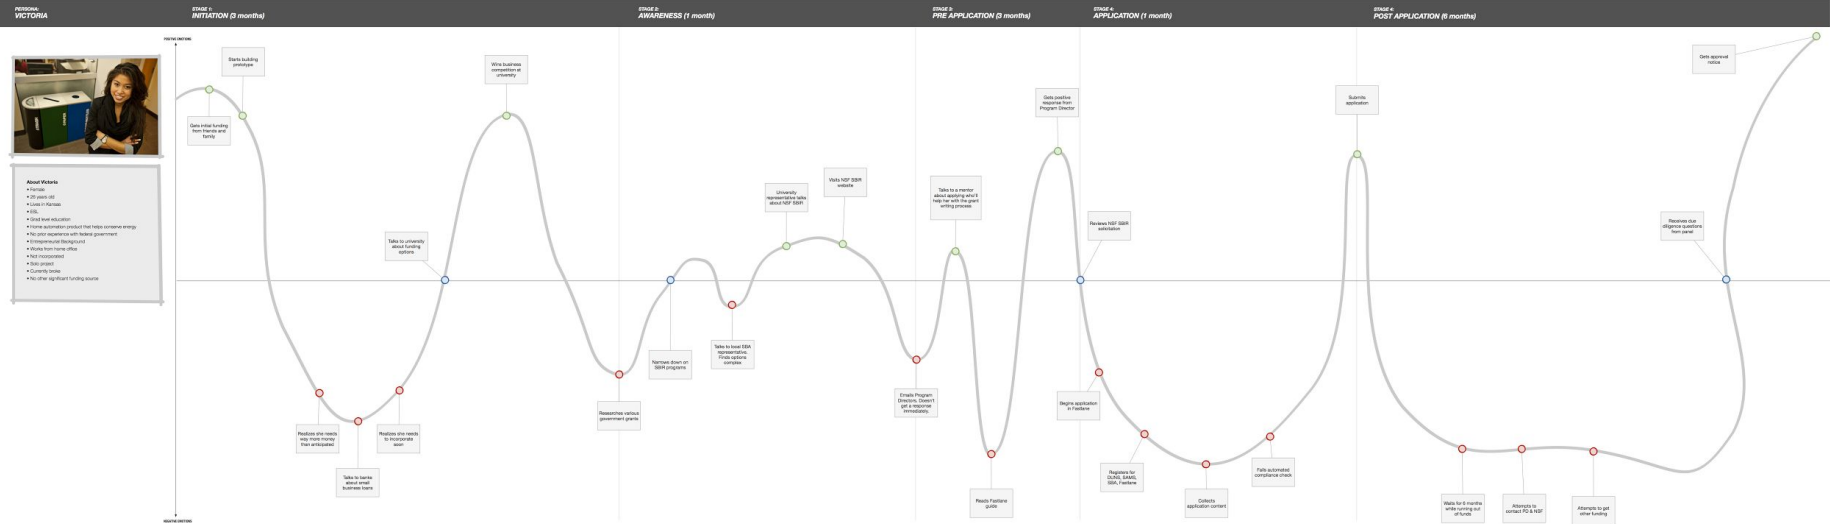 PERSONA:
VICTORIA
STAGE 1:
INITIATION (3 months)
STAGE 2:
AWARENESS (1 month)
STAGE 3:
PRE APPLICATION (3 months)
STAGE 4:
APPLICATION (1 month)
STAGE 4:
POST APPLICATION (6 months)
POSITIVE EMOTIONS
About Victoria
• Female
• 26 years old
• Lives in Kansas
• ESL
• Grad level education
• Home automation product that helps conserve energy
• No prior experience with federal government
• Entrepreneurial Background
• Works from home office
• Not incorporated
• Solo project
• Currently broke
• No other significant funding source
Gets initial funding
from friends and
family
Starts building
prototype
Realizes she needs
way more money
than anticipated
Talks to banks
about small
business loans
Realizes she needs
to incorporate
soon
Talks to university
about funding
options
Wins business
competition at
university
Researches various
government grants
Narrows down on
SBIR programs
Talks to local SBA
representative.
Finds options
complex
University
representative talks
about NSF SBIR
Visits NSF SBIR
website
Emails Program
Directors, Doesn't
get a response
immediately.
Talks to a mentor
about applying who'll
help her with the grant
writing process
Reads Fastlane
guide
Gets positive
response from
Program Director
Reviews NSF SBIR
solicitation
Begins application
in Fastlane
Registers for
DUNS, SAMS,
SBA, Fastlane
Collects
application content
Fails automated
compliance check
Submits
application
Waits for 6 months
while running out
of funds
Attempts to
contact PD & NSF
Attempts to get
other funding
Receives due
diligence questions
from panel
Gets approval
notice
NEGATIVE EMOTIONS